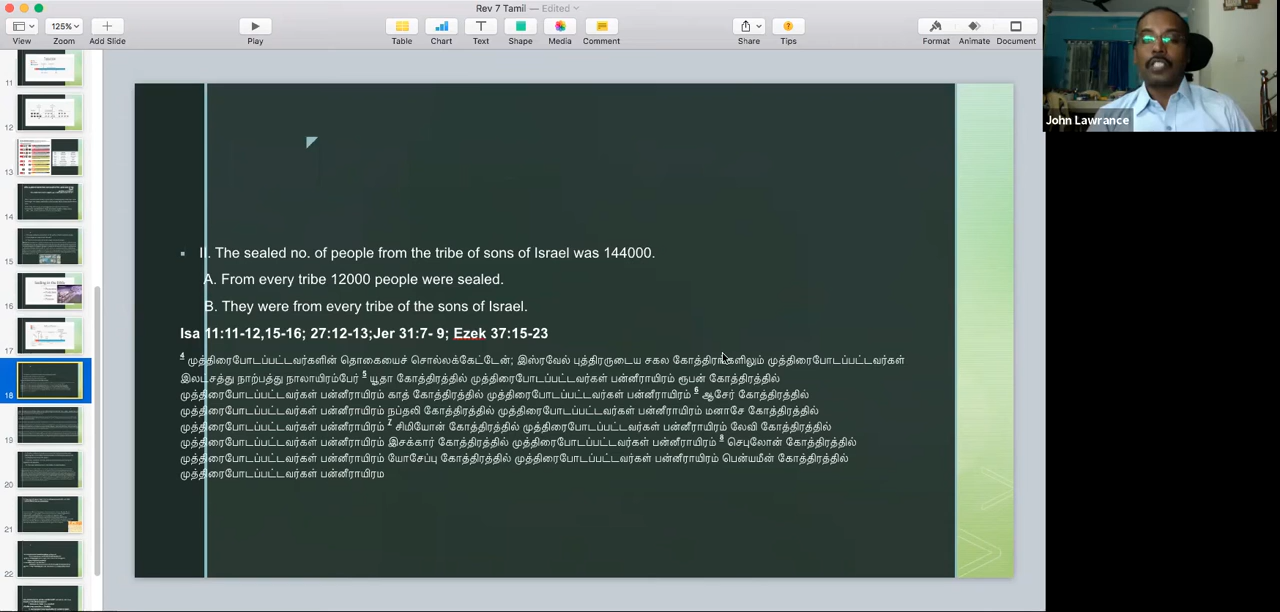 Rev 7 Tamil — Edited
125%
View Zoom Add Slide Play Table Chart Text Shape Media Comment Share Tips Format Animate Document
John Lawrance
11
12
13
14
15
16
17
18
19
20
21
22
II. The sealed no. of people from the tribe of sons of Israel was 144000.
A. From every tribe 12000 people were sealed.
B. They were from every tribe of the sons of Israel.
Isa 11:11-12,15-16; 27:12-13;Jer 31:7- 9; Ezek 37:15-23
4 முத்திரைபோடப்பட்டவர்களின் தொகையைச் சொல்லக்கேட்டேன்; இஸ்ரவேல் புத்திரருடைய சகல கோத்திரங்களிலும் முத்திரைபோடப்பட்டவர்கள்
இலட்சத்து நாற்பத்து நாலாயிரம்பேர் 5 யூதா கோத்திரத்தில் முத்திரைபோடப்பட்டவர்கள் பன்னீராயிரம் ரூபன் கோத்திரத்தில்
முத்திரைபோடப்பட்டவர்கள் பன்னீராயிரம் காத் கோத்திரத்தில் முத்திரைபோடப்பட்டவர்கள் பன்னீராயிரம் 6 ஆசேர் கோத்திரத்தில்
முத்திரைபோடப்பட்டவர்கள் பன்னீராயிரம் நப்தலி கோத்திரத்தில் முத்திரைபோடப்பட்டவர்கள் பன்னீராயிரம் மனாசே கோத்திரத்தில்
முத்திரைபோடப்பட்டவர்கள் பன்னீராயிரம் 7 சிமியோன் கோத்திரத்தில் முத்திரைபோடப்பட்டவர்கள் பன்னீராயிரம் லேவி கோத்திரத்தில்
முத்திரைபோடப்பட்டவர்கள் பன்னீராயிரம் இசக்கார் கோத்திரத்தில் முத்திரைபோடப்பட்டவர்கள் பன்னீராயிரம் 8 செபுலோன் கோத்திரத்தில்
முத்திரைபோடப்பட்டவர்கள் பன்னீராயிரம் யோசேப்பு கோத்திரத்தில் முத்திரைபோடப்பட்டவர்கள் பன்னீராயிரம் பென்யமீன் கோத்திரத்தில்
முத்திரைபோடப்பட்டவர்கள் பன்னீராயிரம